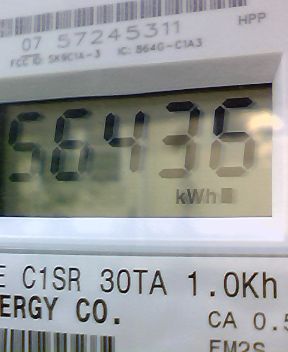 07 57245311
HPP
FCC ID: SK9C1A-3 IC: 864G-C1A3
56436
kWh
E C1SR 30TA 1.0Kh
ERGY CO.
CA 0.5
EM2S